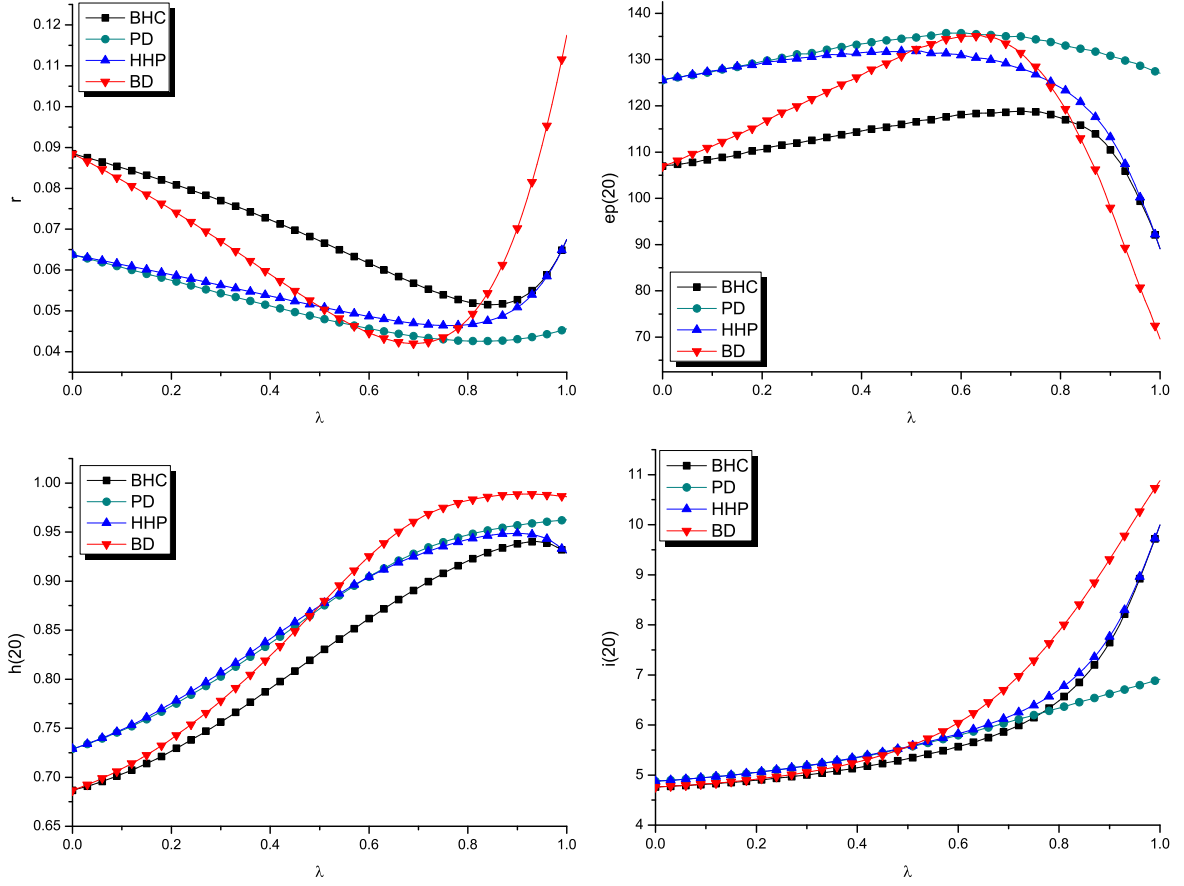 BHC
PD
HHP
BD
0.12
0.11
0.10
0.09
0.08
0.07
0.06
0.05
0.04
r
0.0 0.2 0.4 0.6 0.8 1.0
λ
130
120
110
100
90
80
70
ep(20)
BHC
PD
HHP
BD
0.0 0.2 0.4 0.6 0.8 1.0
λ
BHC
PD
HHP
BD
1.00
0.95
0.90
0.85
0.80
0.75
0.70
0.65
h(20)
0.0 0.2 0.4 0.6 0.8 1.0
λ
BHC
PD
HHP
BD
11
10
9
8
7
6
5
4
i(20)
0.0 0.2 0.4 0.6 0.8 1.0
λ